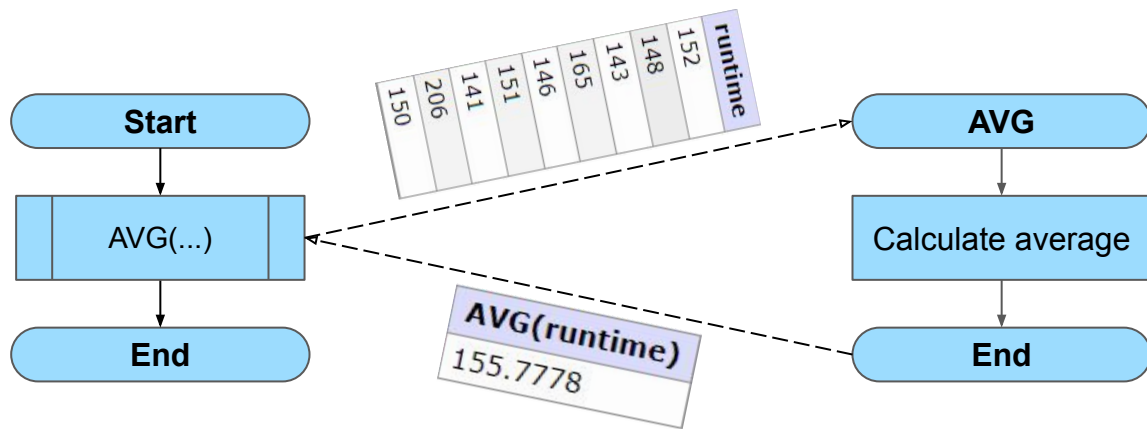 Start
AVG(...)
End
runtime
152
148
143
165
146
151
141
206
150
AVG(runtime)
155.7778
AVG
Calculate average
End